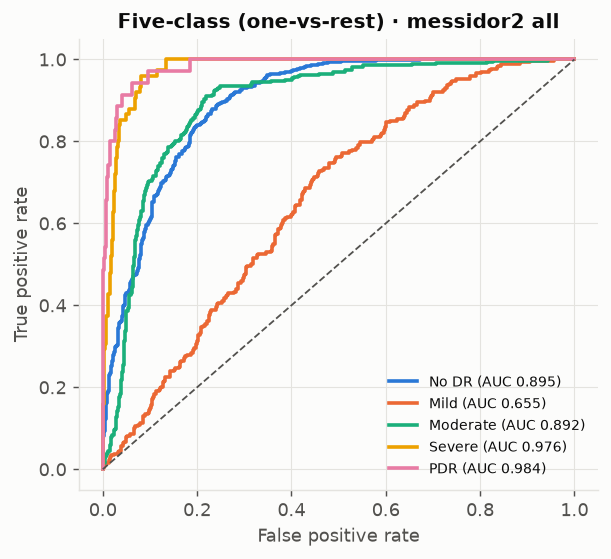 Five-class (one-vs-rest) · messidor2 all
True positive rate
1.0
0.8
0.6
0.4
0.2
0.0
No DR (AUC 0.895)
Mild (AUC 0.655)
Moderate (AUC 0.892)
Severe (AUC 0.976)
PDR (AUC 0.984)
0.0 0.2 0.4 0.6 0.8 1.0
False positive rate